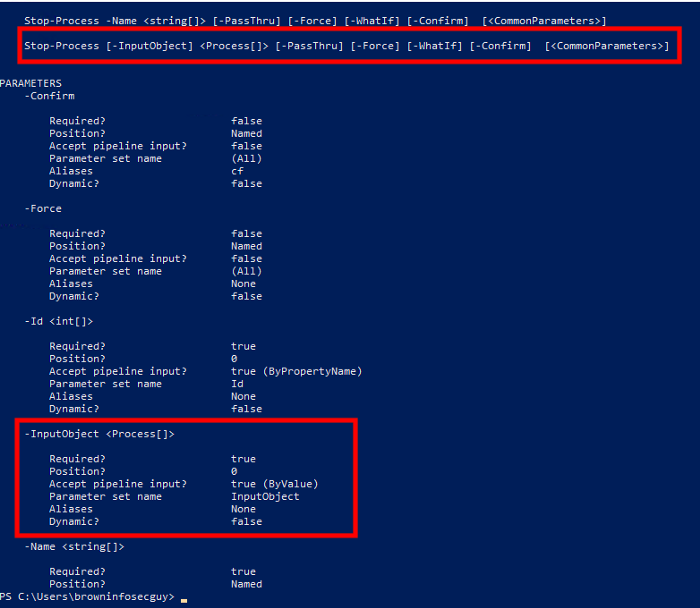 Stop-Process -Name <string[]> [-PassThru] [-Force] [-WhatIf] [-Confirm]  [<CommonParameters>]
Stop-Process [-InputObject] <Process[]> [-PassThru] [-Force] [-WhatIf] [-Confirm]  [<CommonParameters>]
PARAMETERS
-Confirm
Required? false
Position? Named
Accept pipeline input? false
Parameter set name (All)
Aliases cf
Dynamic? false
-Force
Required? false
Position? Named
Accept pipeline input? false
Parameter set name (All)
Aliases None
Dynamic? false
-Id <int[]>
Required? true
Position? 0
Accept pipeline input? true (ByPropertyName)
Parameter set name Id
Aliases None
Dynamic? false
-InputObject <Process[]>
Required? true
Position? 0
Accept pipeline input? true (ByValue)
Parameter set name InputObject
Aliases None
Dynamic? false
-Name <string[]>
Required? true
Position? Named
PS C:\Users\browninfosecguy>